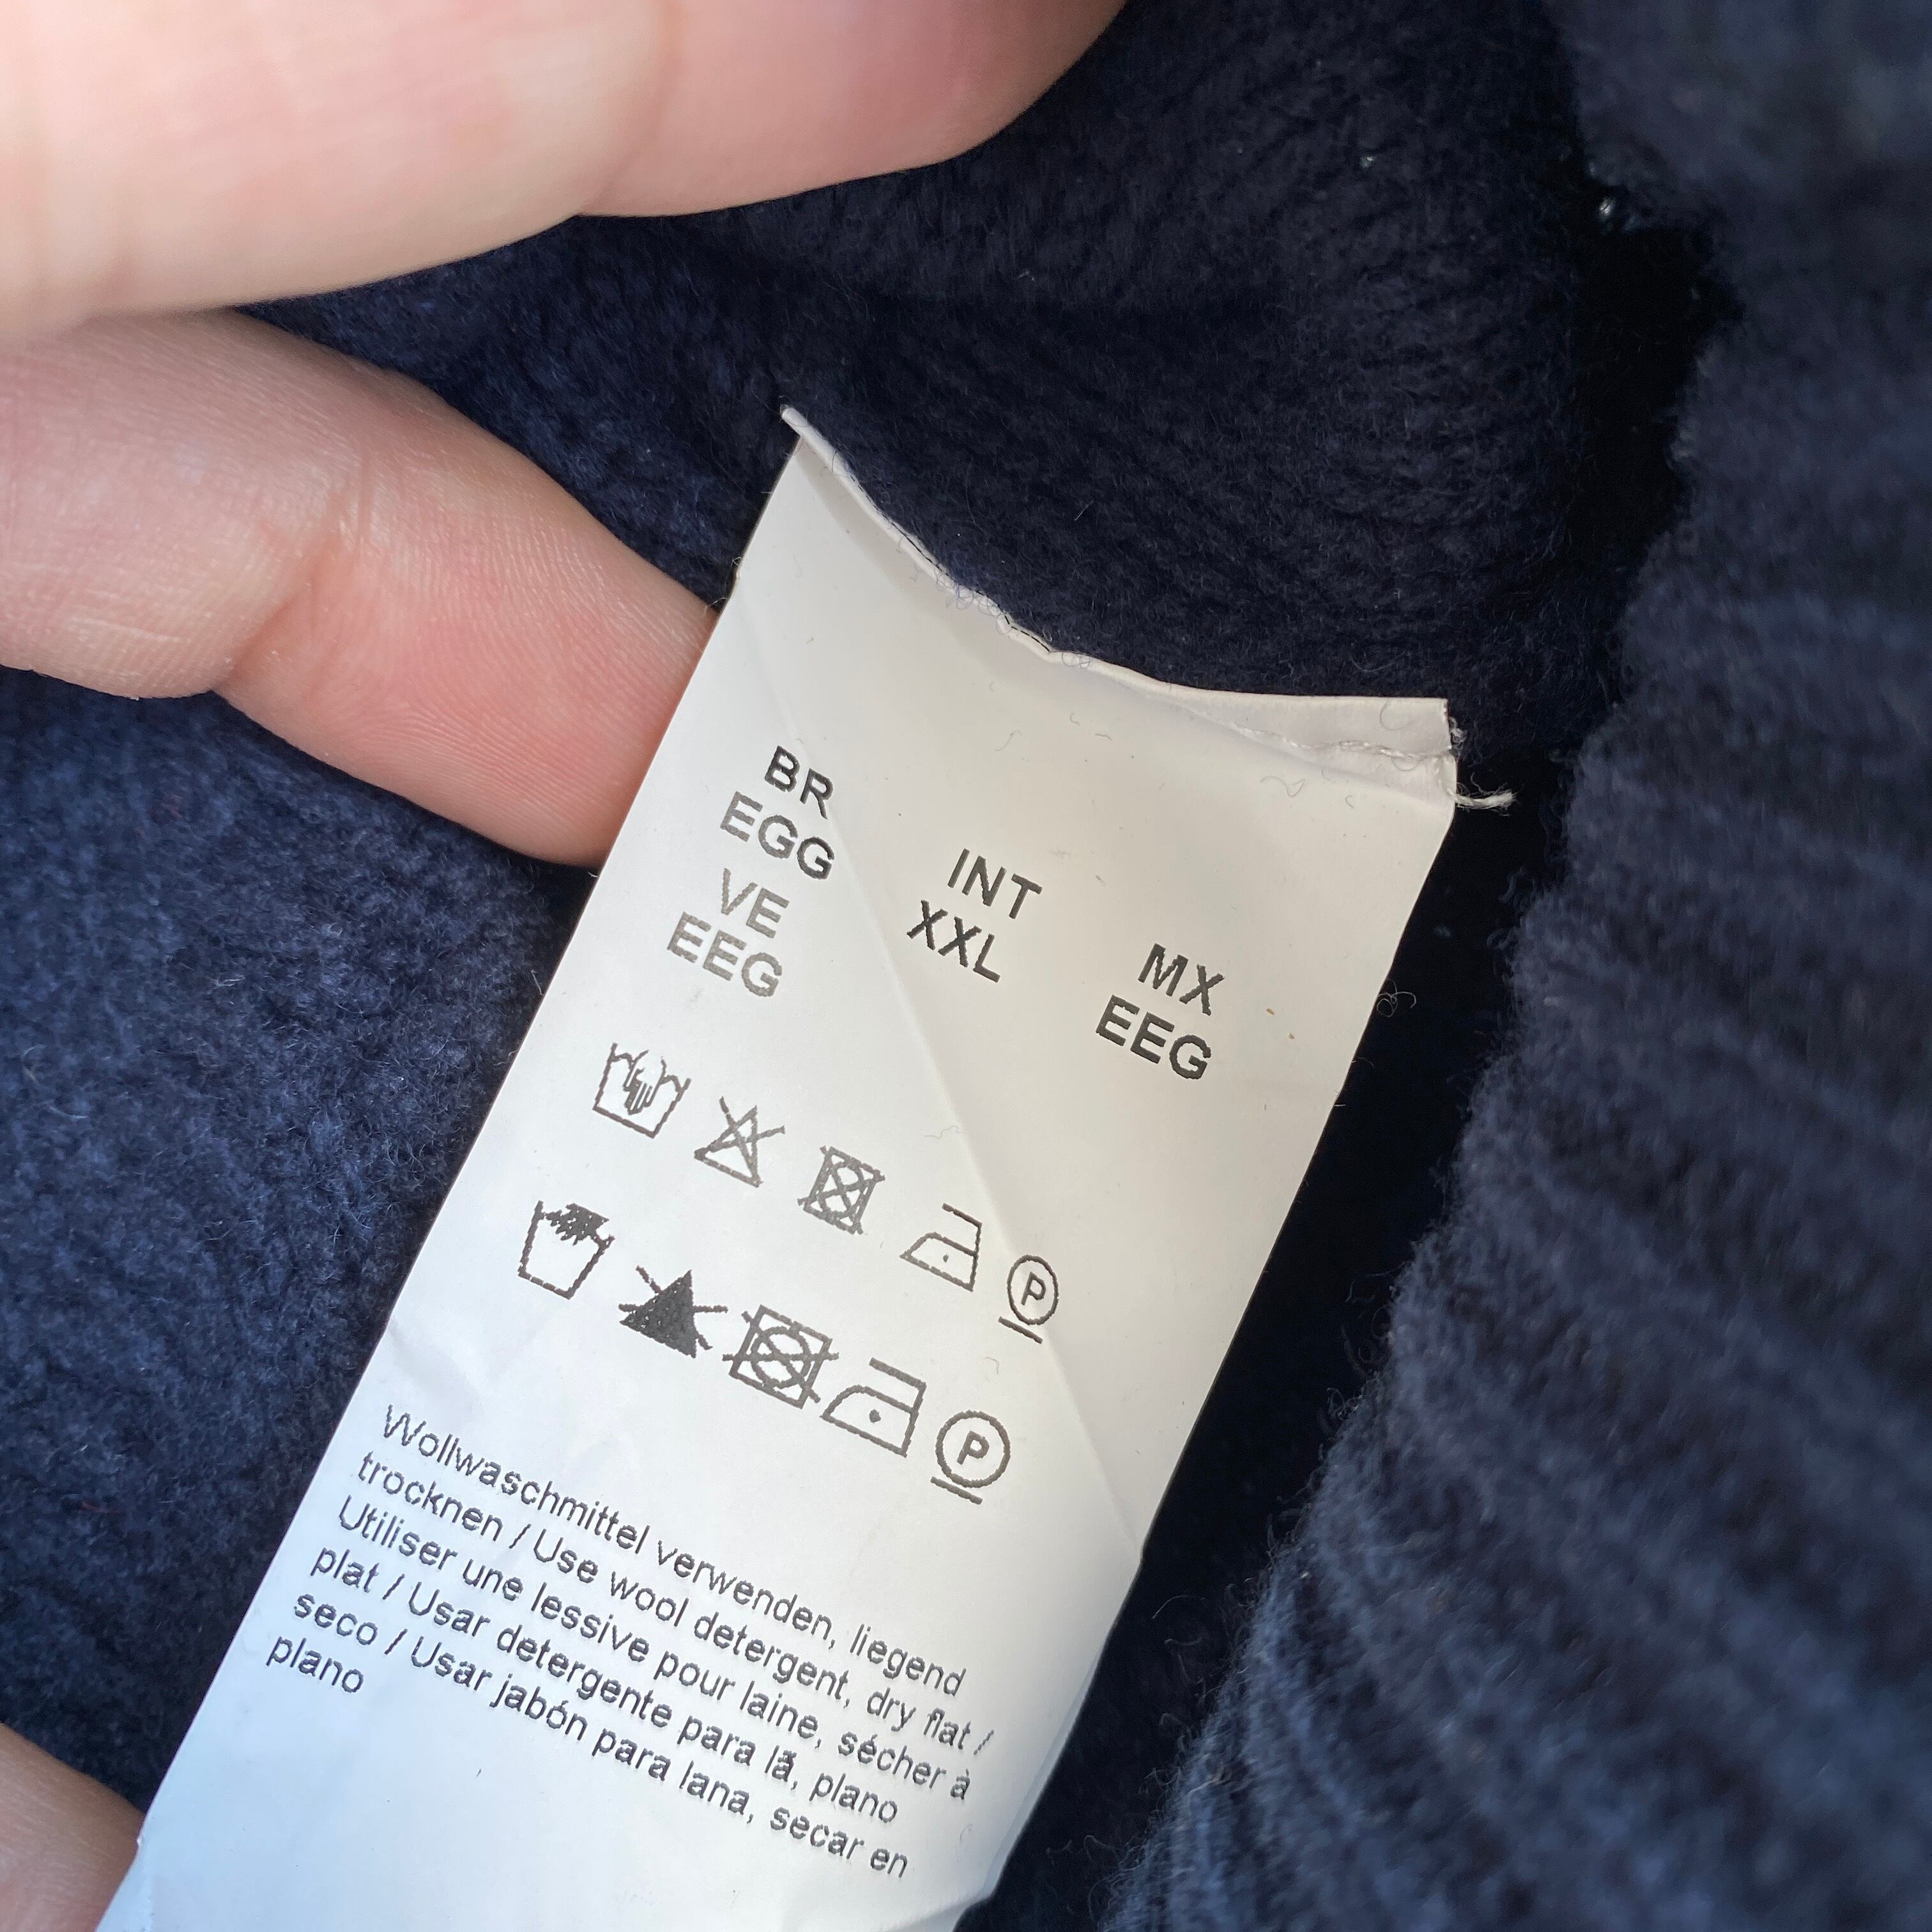 BR
EGG
VE
EEG
INT
XXL
MX
EEG
P
P
Wollwaschmittel verwenden, liegend
trocknen / Use wool detergent, dry flat /
Utiliser une lessive pour laine, sécher à
plat / Usar detergente para lã, plano
seco / Usar jabón para lana, secar en
plano